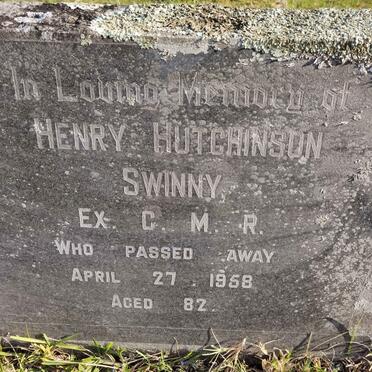 In Loving Memory of
HENRY HUTCHINSON
SWINNY,
EX. C. M. R.
WHO PASSED AWAY
APRIL 27 1958
AGED 82.